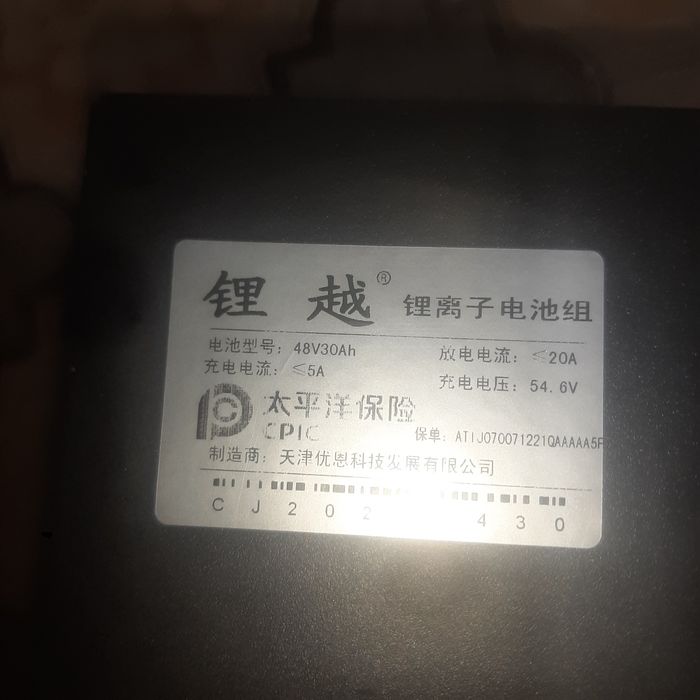 锂越® 锂离子电池组
电池型号: 48V30Ah 放电电流: ≤20A
充电电流: ≤5A 充电电压: 54.6V
太平洋保险
CPIC 保单: ATIJ070071221QAAAAA5F
制造商: 天津优恩科技发展有限公司
CJ202 430